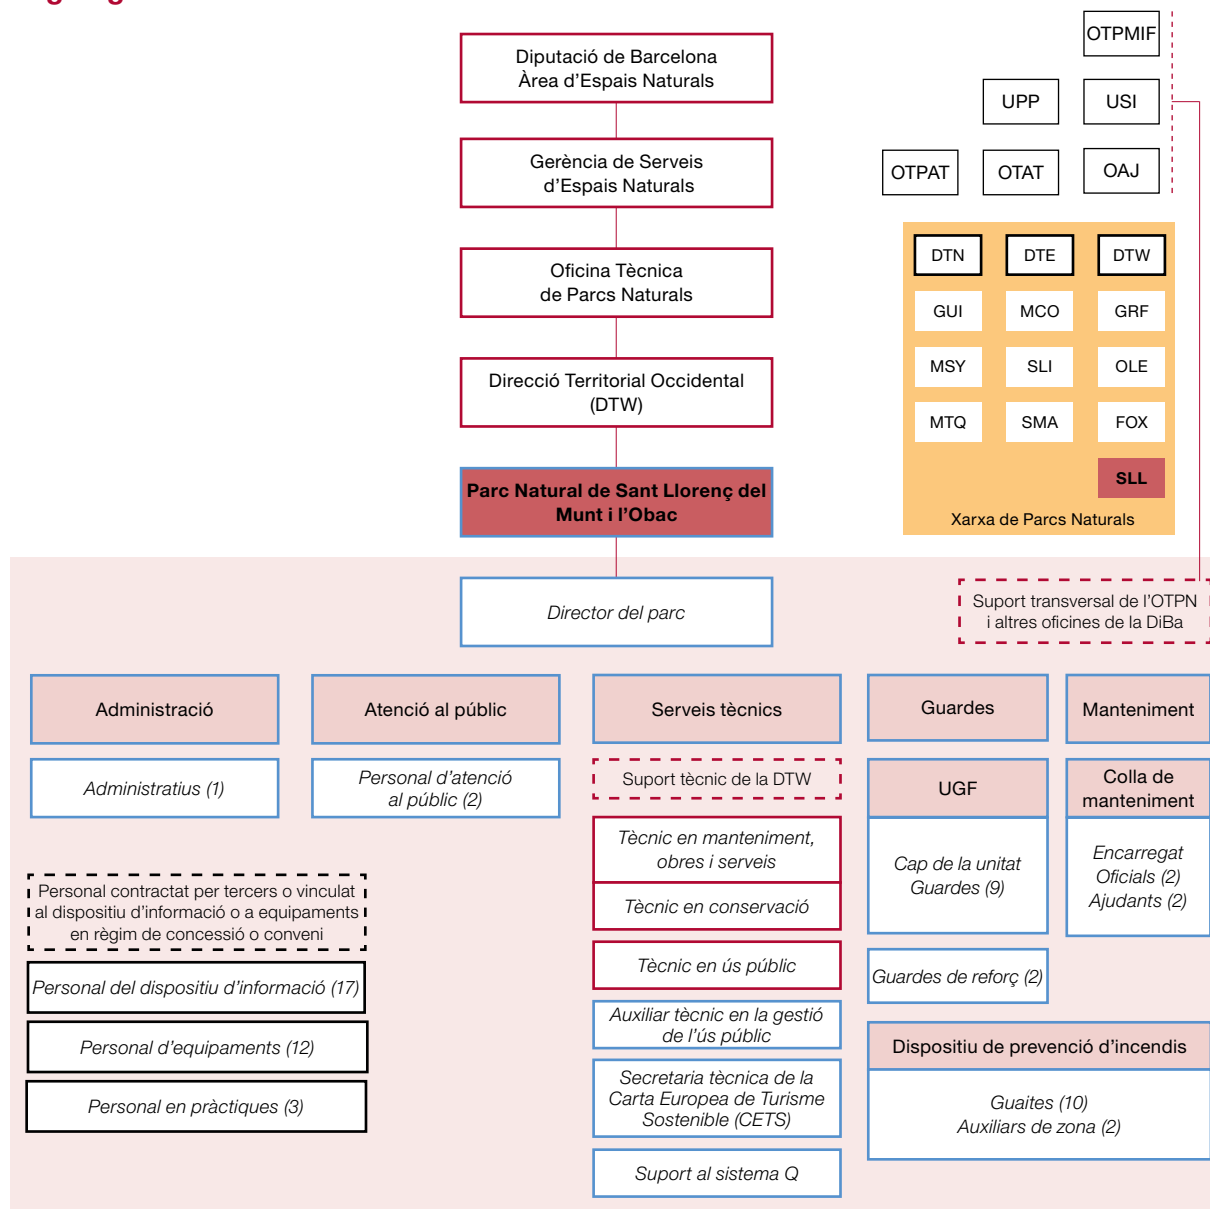 Diputació de Barcelona
Àrea d'Espais Naturals
Gerència de Serveis
d'Espais Naturals
Oficina Tècnica
de Parcs Naturals
Direcció Territorial Occidental
(DTW)
Parc Natural de Sant Llorenç del
Munt i l'Obac
Director del parc
OTPMIF
UPP
USI
OTPAT
OTAT
OAJ
DTN
DTE
DTW
GUI
MCO
GRF
MSY
SLI
OLE
MTQ
SMA
FOX
SLL
Xarxa de Parcs Naturals
Suport transversal de l'OTPN
i altres oficines de la DiBa
Administració
Administratius (1)
Atenció al públic
Personal d'atenció
al públic (2)
Serveis tècnics
Suport tècnic de la DTW
Tècnic en manteniment,
obres i serveis
Tècnic en conservació
Tècnic en ús públic
Auxiliar tècnic en la gestió
de l'ús públic
Secretaria tècnica de la
Carta Europea de Turisme
Sostenible (CETS)
Suport al sistema Q
Guardes
UGF
Cap de la unitat
Guardes (9)
Guardes de reforç (2)
Manteniment
Colla de
manteniment
Encarregat
Oficials (2)
Ajudants (2)
Dispositiu de prevenció d'incendis
Guaites (10)
Auxiliars de zona (2)
Personal contractat per tercers o vinculat
al dispositiu d'informació o a equipaments
en règim de concessió o conveni
Personal del dispositiu d'informació (17)
Personal d'equipaments (12)
Personal en pràctiques (3)